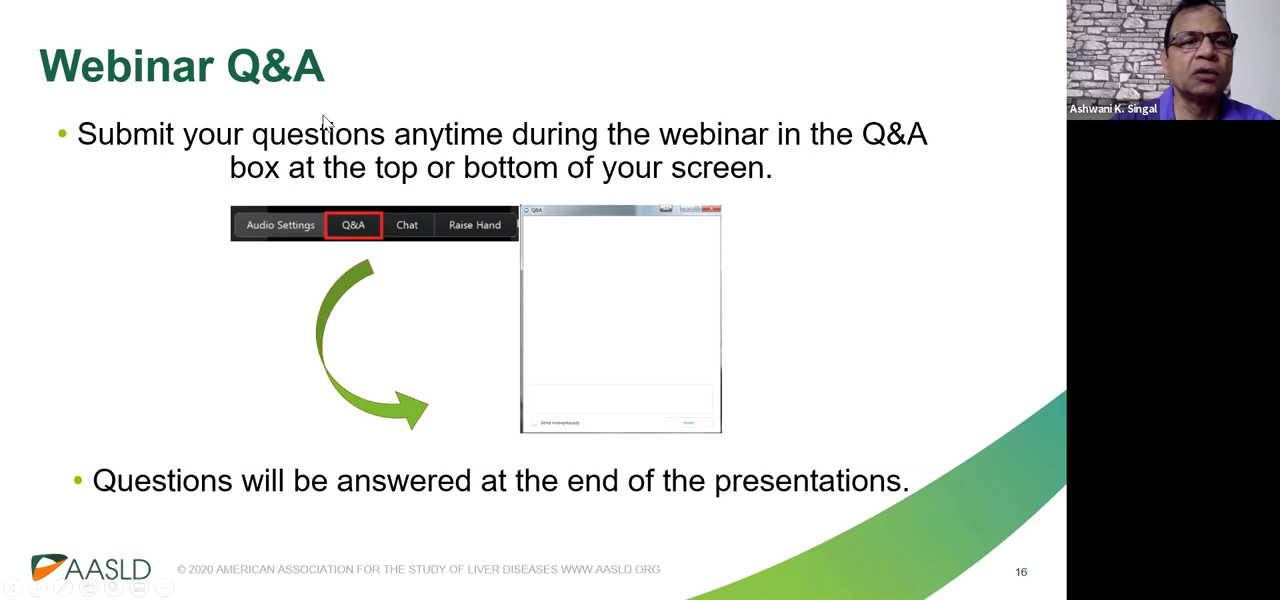 Webinar Q&A
• Submit your questions anytime during the webinar in the Q&A
box at the top or bottom of your screen.
Audio Settings Q&A Chat Raise Hand
Q&A
Send Anonymously Send
• Questions will be answered at the end of the presentations.
AASLD
© 2020 AMERICAN ASSOCIATION FOR THE STUDY OF LIVER DISEASES WWW.AASLD.ORG
16
Ashwani K. Singal